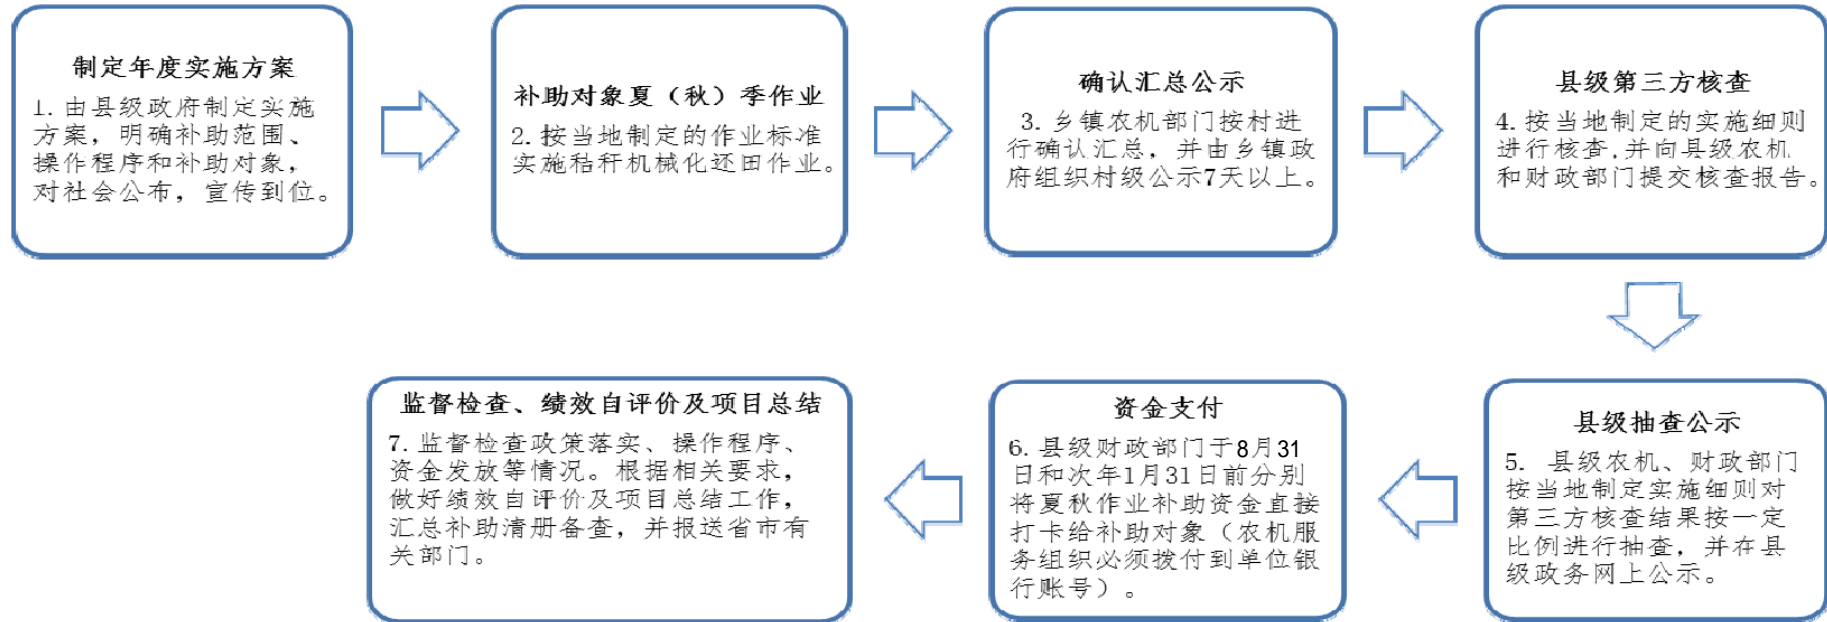 制定年度实施方案
1. 由县级政府制定实施
方案，明确补助范围、
操作程序和补助对象，
对社会公布，宣传到位。
补助对象夏（秋）季作业
2. 按当地制定的作业标准
实施秸秆机械化还田作业。
确认汇总公示
3. 乡镇农机部门按村进
行确认汇总，并由乡镇政
府组织村级公示7天以上。
县级第三方核查
4. 按当地制定的实施细则
进行核查,并向县级农机
和财政部门提交核查报告。
县级抽查公示
5. 县级农机、财政部门
按当地制定实施细则对
第三方核查结果按一定
比例进行抽查，并在县
级政务网上公示。
资金支付
6. 县级财政部门于8月31
日和次年1月31日前分别
将夏秋作业补助资金直接
打卡给补助对象（农机服
务组织必须拨付到单位银
行账号）。
监督检查、绩效自评价及项目总结
7. 监督检查政策落实、操作程序、
资金发放等情况。根据相关要求，
做好绩效自评价及项目总结工作，
汇总补助清册备查，并报送省市有
关部门。